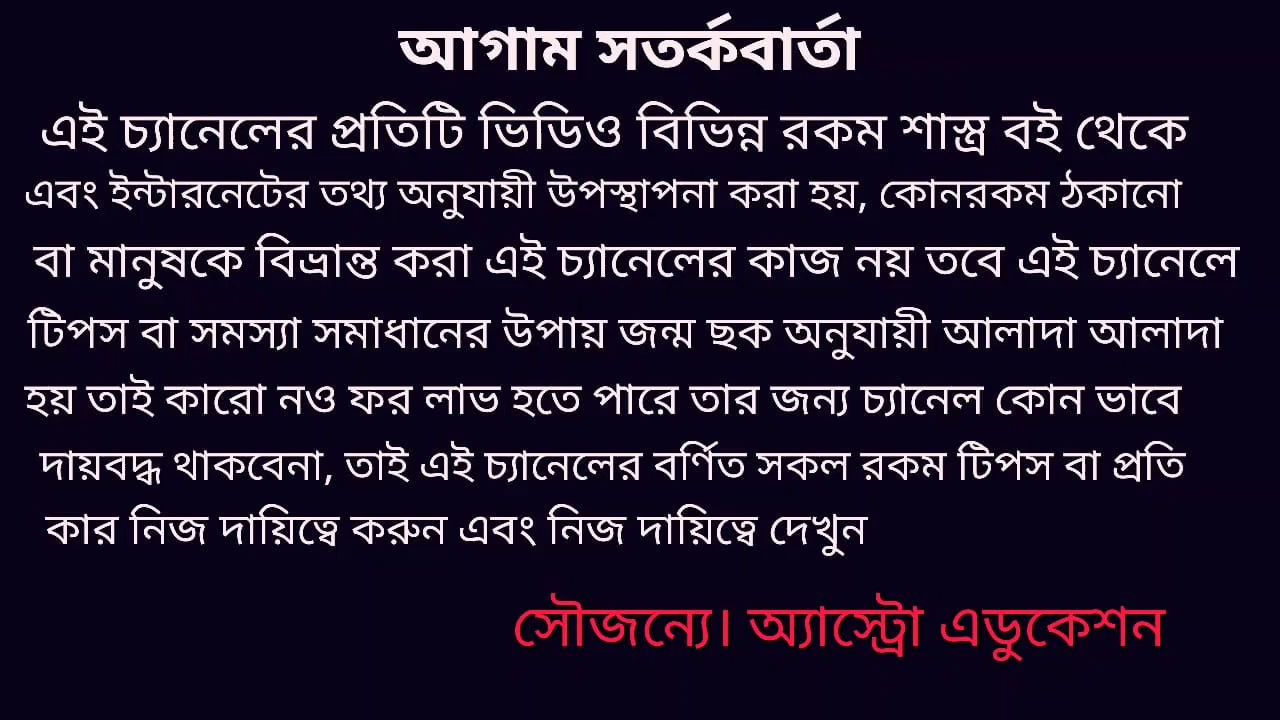 আগাম সতর্কবার্তা
এই চ্যানেলের প্রতিটি ভিডিও বিভিন্ন রকম শাস্ত্র বই থেকে
এবং ইন্টারনেটের তথ্য অনুযায়ী উপস্থাপনা করা হয়, কোনরকম ঠকানো
বা মানুষকে বিভ্রান্ত করা এই চ্যানেলের কাজ নয় তবে এই চ্যানেলে
টিপস বা সমস্যা সমাধানের উপায় জন্ম ছক অনুযায়ী আলাদা আলাদা
হয় তাই কারো নও ফর লাভ হতে পারে তার জন্য চ্যানেল কোন ভাবে
দায়বদ্ধ থাকবেনা, তাই এই চ্যানেলের বর্ণিত সকল রকম টিপস বা প্রতি
কার নিজ দায়িত্বে করুন এবং নিজ দায়িত্বে দেখুন
সৌজন্যে। অ্যাস্ট্রো এডুকেশন